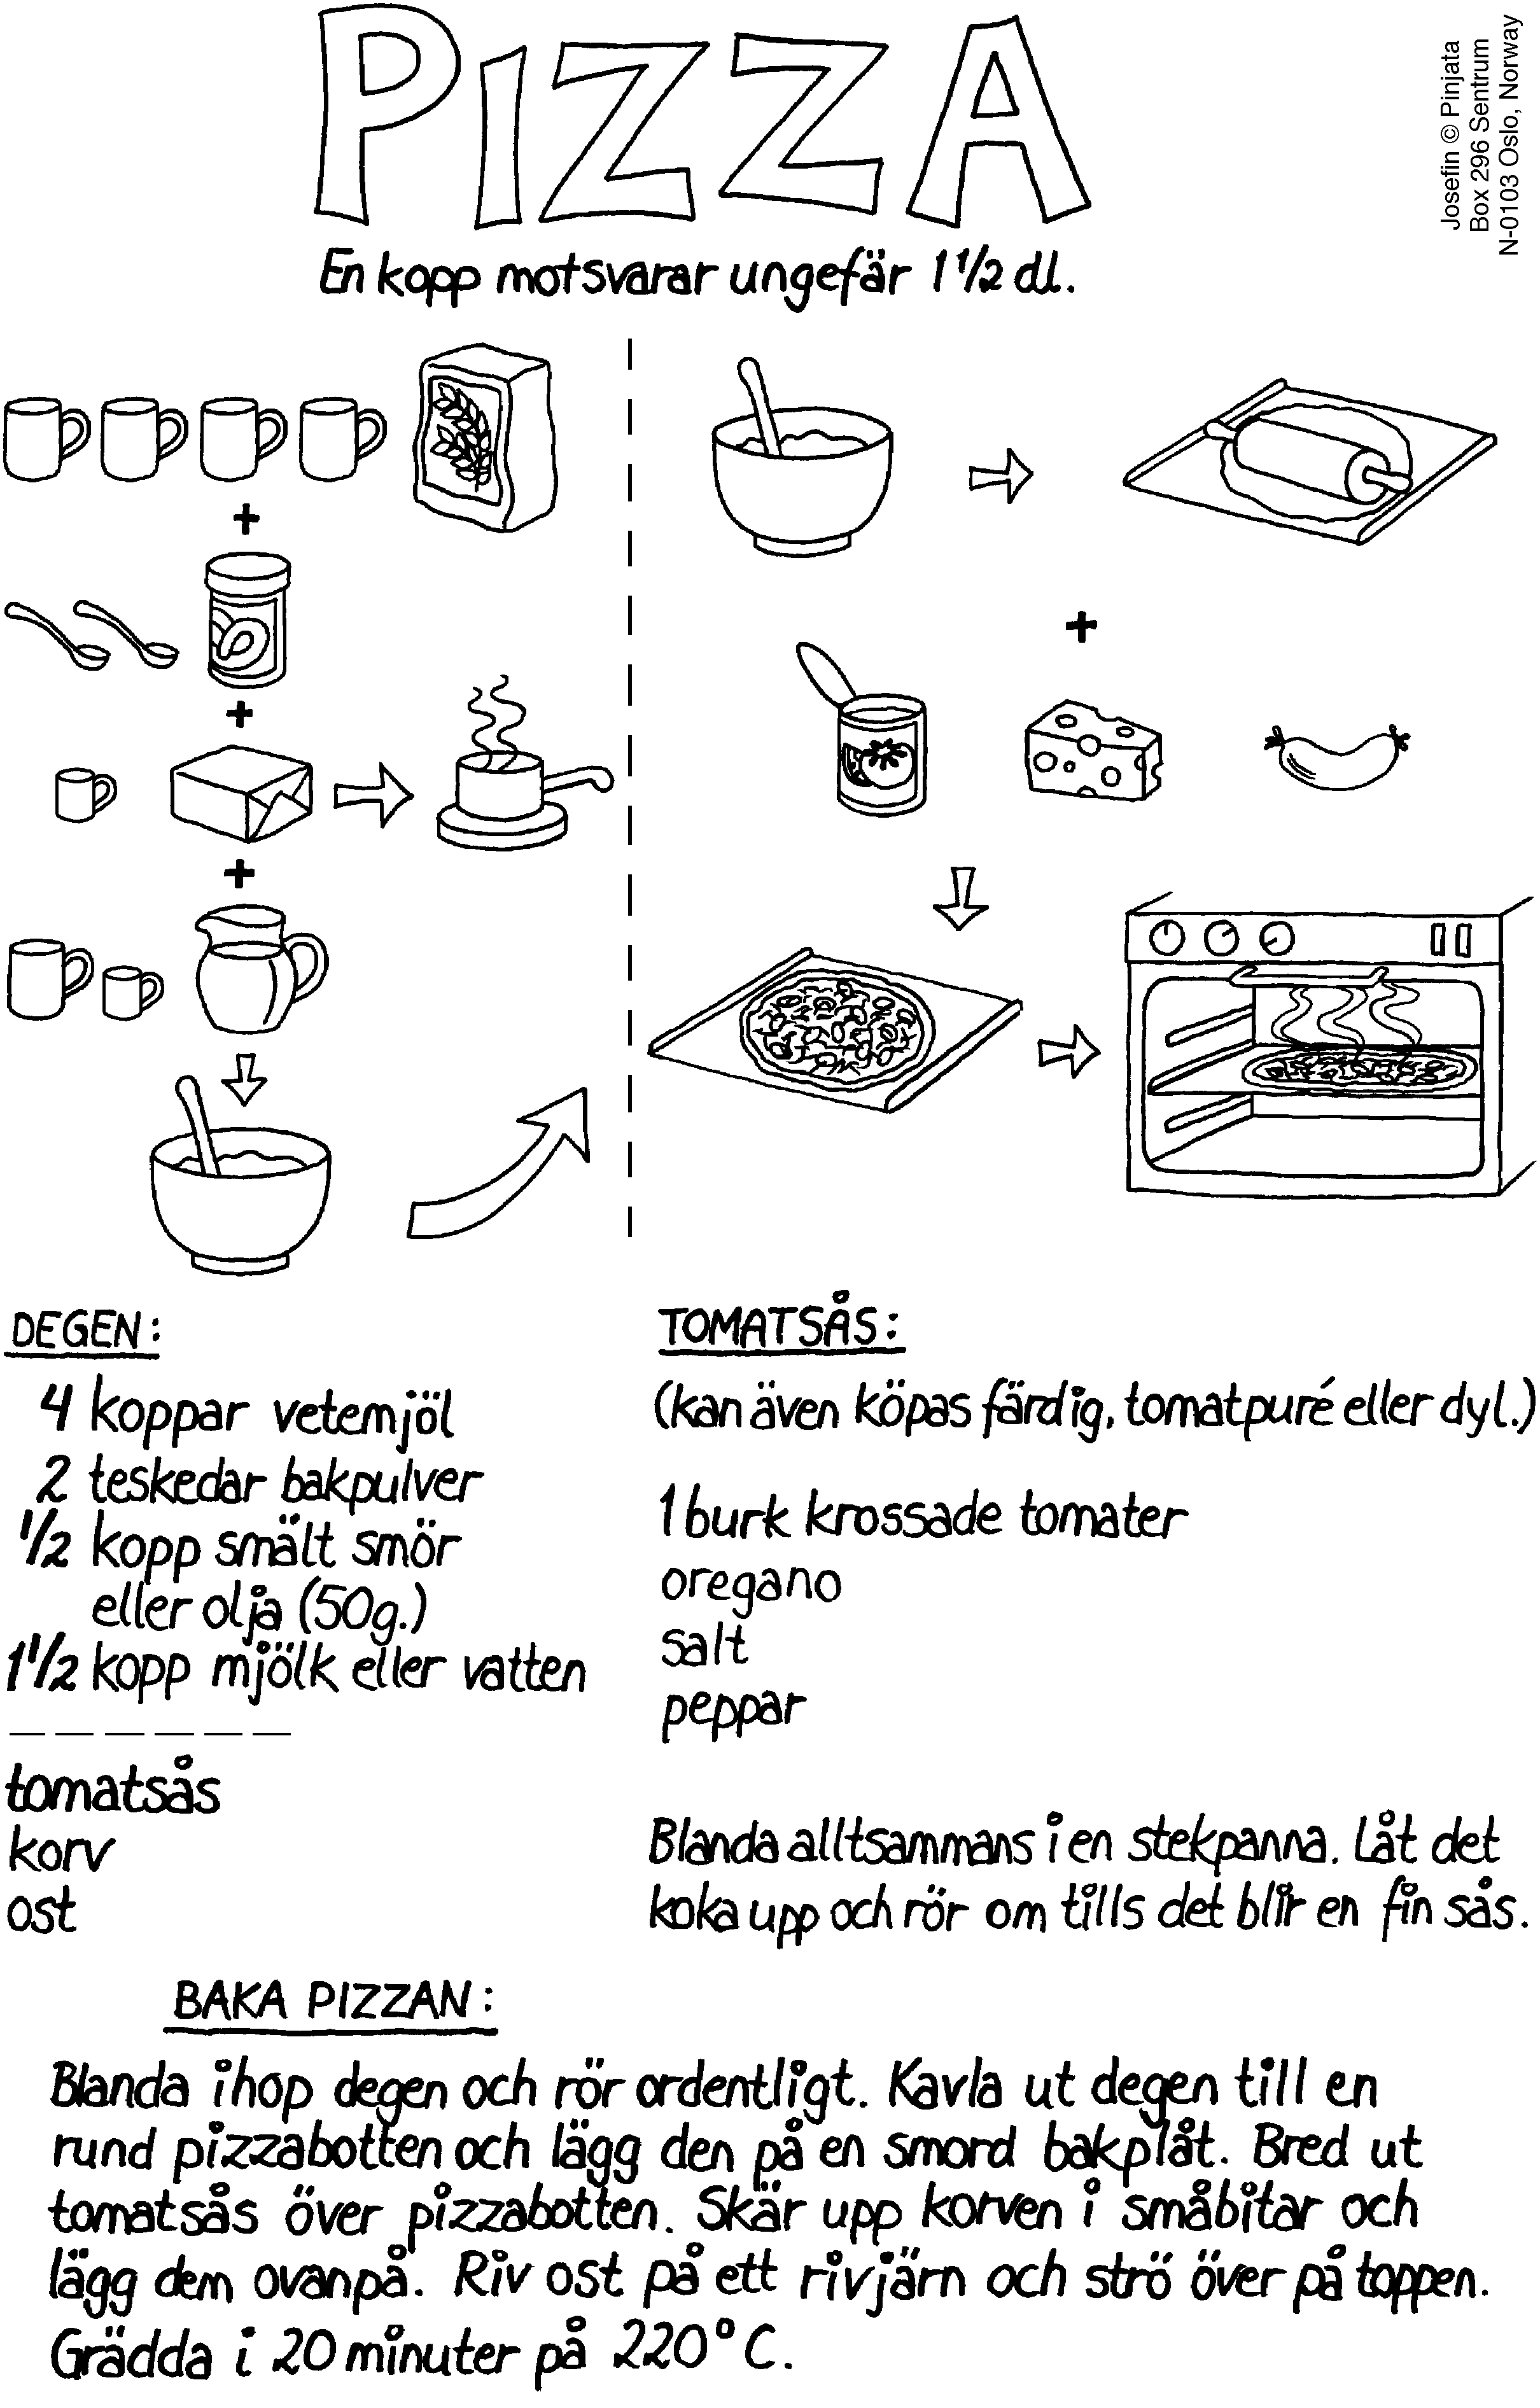 PIZZA
En kopp motsvarar ungefär 1 1/2 dl.
Josefin © Pinjata
Box 296 Sentrum
N-0103 Oslo, Norway
DEGEN:
4 koppar vetemjöl
2 teskedar bakpulver
1/2 kopp smält smör
eller olja (50g.)
1 1/2 kopp mjölk eller vatten
tomatsås
korv
ost
TOMATSÅS:
(kan även köpas färdig, tomatpuré eller dyl.)
1 burk krossade tomater
oregano
salt
peppar
Blanda alltsammans i en stekpanna. Låt det
koka upp och rör om tills det blir en fin sås.
BAKA PIZZAN:
Blanda ihop degen och rör ordentligt. Kavla ut degen till en
rund pizzabotten och lägg den på en smord bakplåt. Bred ut
tomatsås över pizzabotten. Skär upp korven i småbitar och
lägg dem ovanpå. Riv ost på ett rivjärn och strö över på toppen.
Grädda i 20 minuter på 220°C.